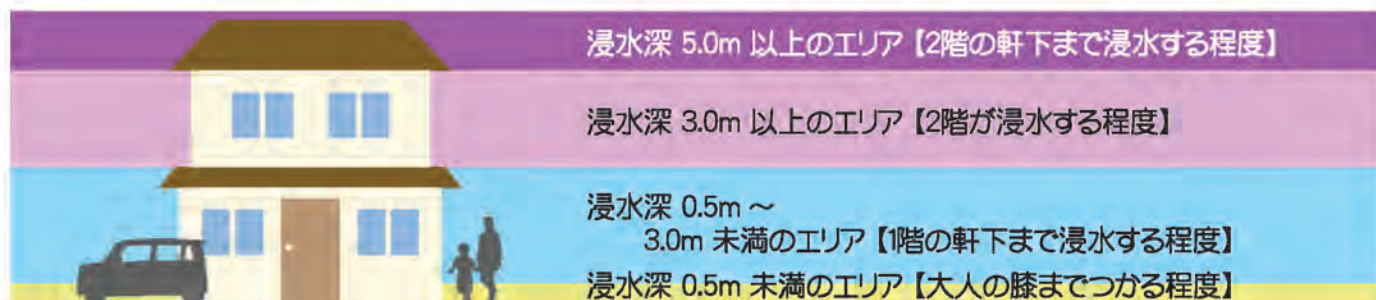 浸水深 5.0m 以上のエリア【2階の軒下まで浸水する程度】
浸水深 3.0m 以上のエリア【2階が浸水する程度】
浸水深 0.5m ～
3.0m 未満のエリア【1階の軒下まで浸水する程度】
浸水深 0.5m 未満のエリア【大人の膝までつかる程度】